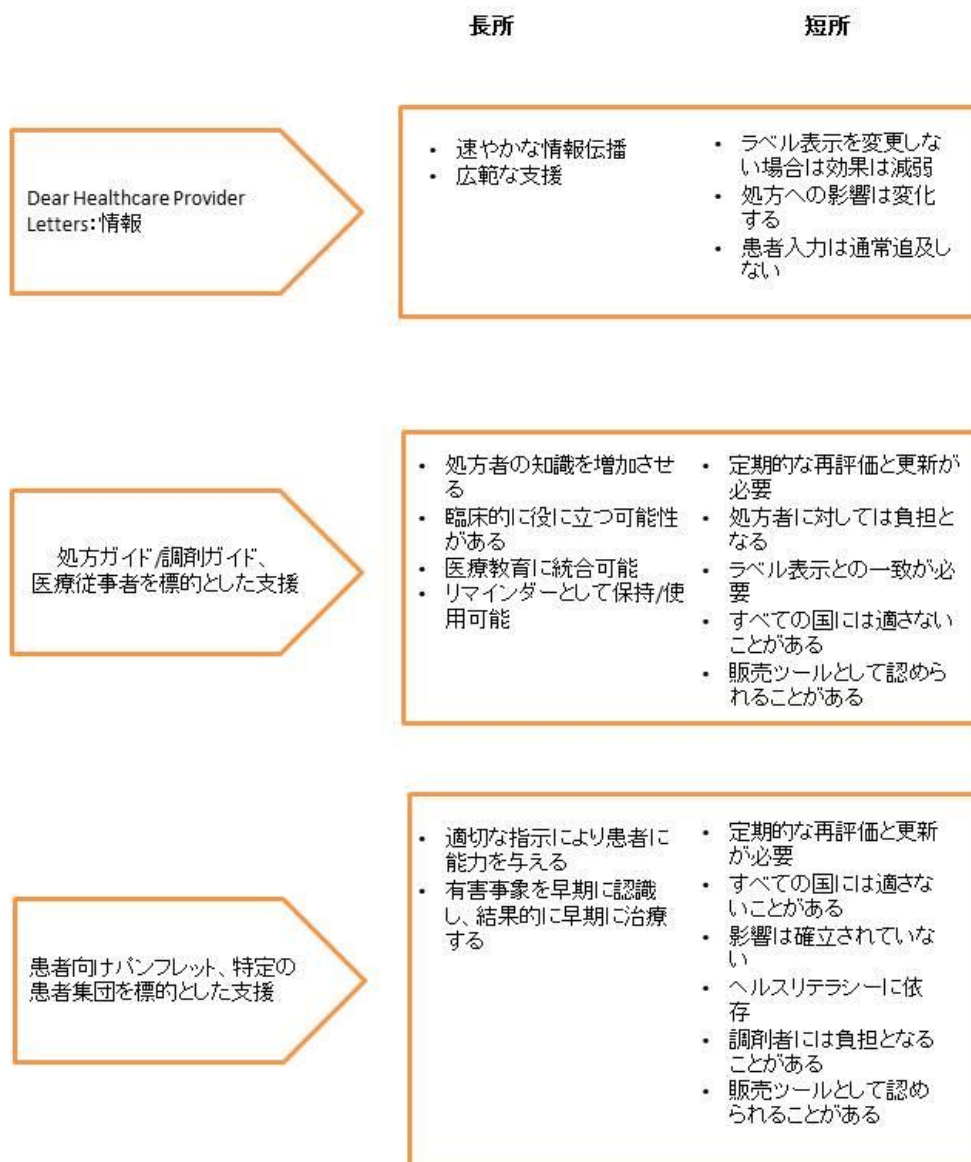 長所
短所
Dear Healthcare Provider
Letters：情報
• 速やかな情報伝播
• 広範な支援
• ラベル表示を変更しな
い場合は効果は減弱
• 処方への影響は変化
する
• 患者入力は通常追及し
ない
処方ガイド/調剤ガイド、
医療従事者を標的とした支援
• 処方者の知識を増加させ
る
• 臨床的に役に立つ可能性
がある
• 医療教育に統合可能
• リマインダーとして保持/使
用可能
• 定期的な再評価と更新が
必要
• 処方者に対しては負担と
なる
• ラベル表示との一致が必
要
• すべての国には適さない
ことがある
• 販売ツールとして認めら
れることがある
患者向けパンフレット、特定の
患者集団を標的とした支援
• 適切な指示により患者に
能力を与える
• 有害事象を早期に認識
し、結果的に早期に治療
する
• 定期的な再評価と更新
が必要
• すべての国には適さな
いことがある
• 影響は確立されていな
い
• ヘルスリテラシーに依
存
• 調剤者には負担となる
ことがある
• 販売ツールとして認め
られることがある